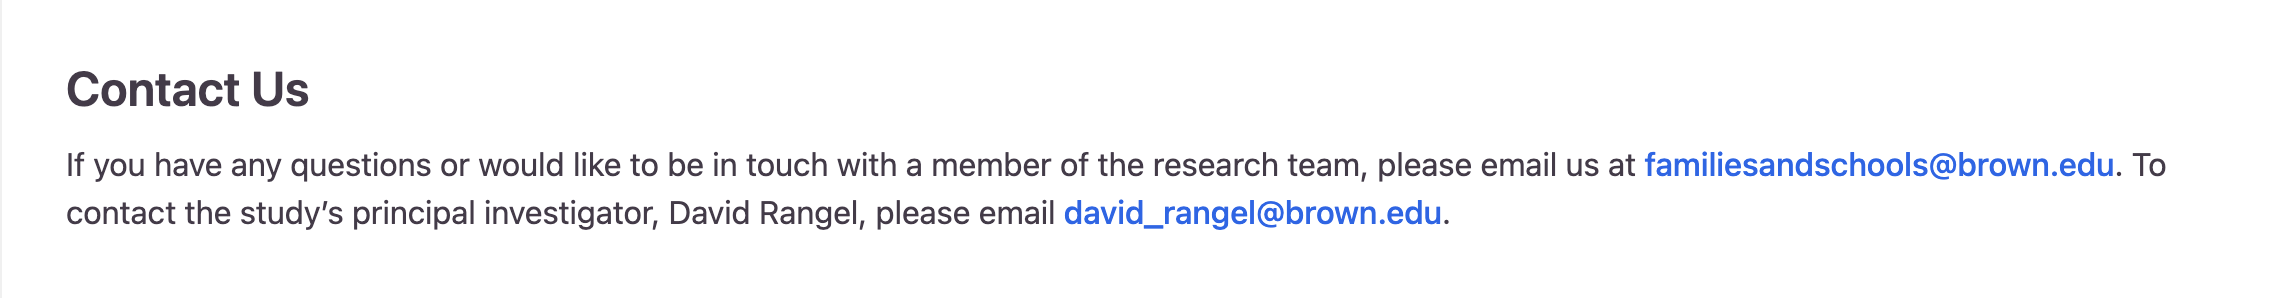 Contact Us
If you have any questions or would like to be in touch with a member of the research team, please email us at familiesandschools@brown.edu. To
contact the study’s principal investigator, David Rangel, please email david_rangel@brown.edu.